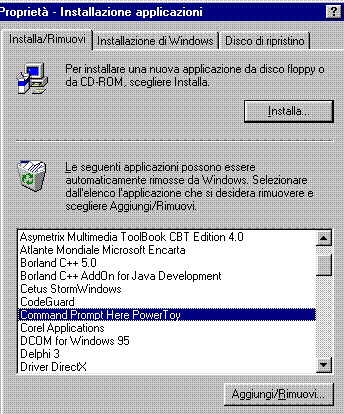 Proprietà - Installazione applicazioni
Installa/Rimuovi
Installazione di Windows
Disco di ripristino
Per installare una nuova applicazione da disco floppy o
da CD-ROM, scegliere Installa.
Installa...
Le seguenti applicazioni possono essere
automaticamente rimosse da Windows. Selezionare
dall'elenco l'applicazione che si desidera rimuovere e
scegliere Aggiungi/Rimuovi.
Asymetrix Multimedia ToolBook CBT Edition 4.0
Atlante Mondiale Microsoft Encarta
Borland C++ 5.0
Borland C++ AddOn for Java Development
Cetus StormWindows
CodeGuard
Command Prompt Here PowerToy
Corel Applications
DCOM for Windows 95
Delphi 3
Driver DirectX
Aggiungi/Rimuovi...